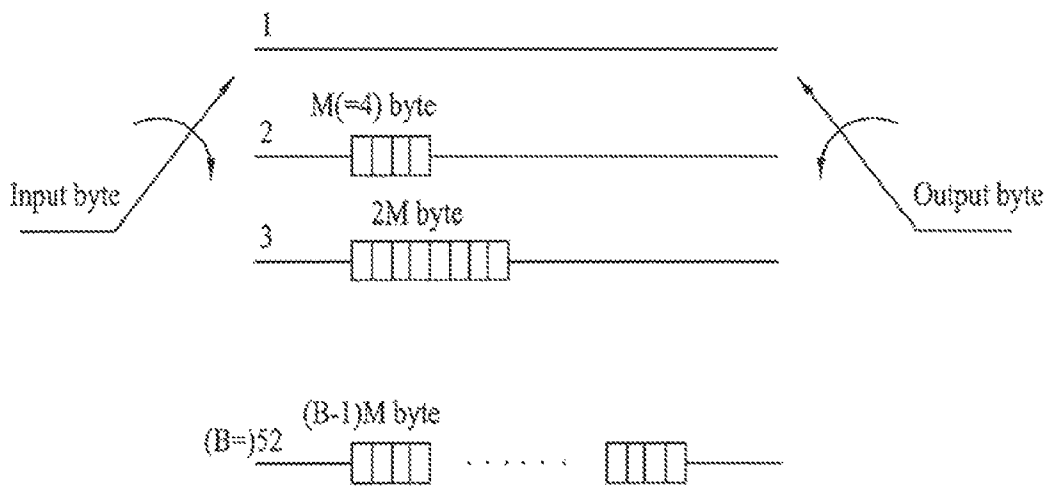 1
M(=4) byte
2
Input byte
Output byte
2M byte
3
(B-1)M byte
(B=)52